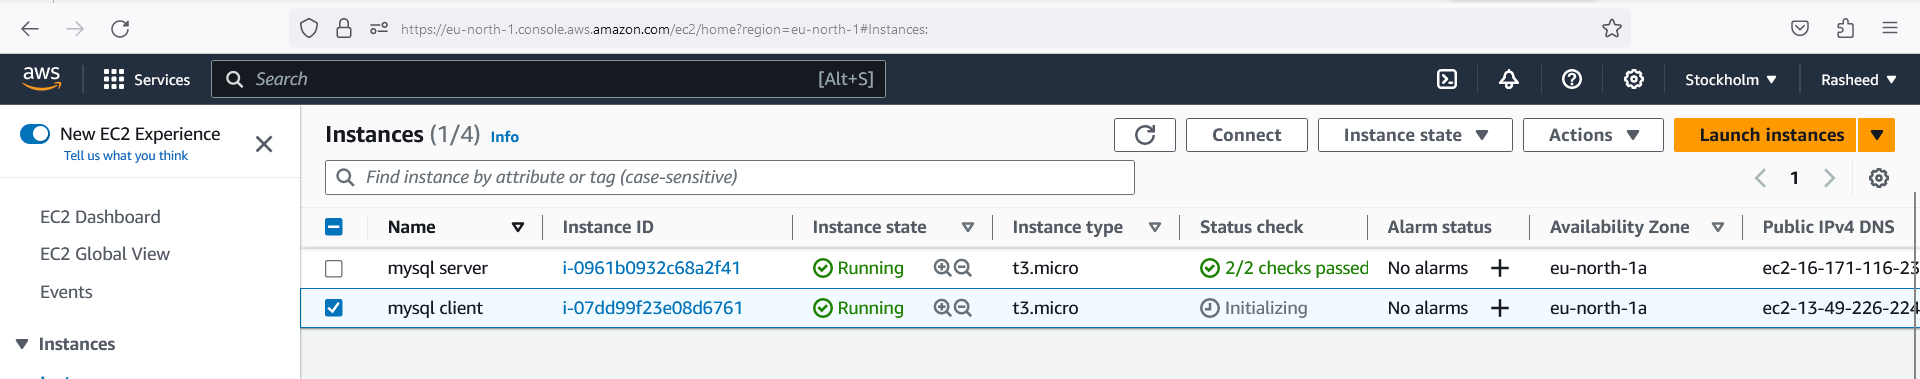 https://eu-north-1.console.aws.amazon.com/ec2/home?region=eu-north-1#Instances:
aws Services Search [Alt+S] Stockholm Rasheed
New EC2 Experience
Tell us what you think
EC2 Dashboard
EC2 Global View
Events
Instances
Instances (1/4) Info Connect Instance state Actions Launch instances
Find instance by attribute or tag (case-sensitive) 1
Name Instance ID Instance state Instance type Status check Alarm status Availability Zone Public IPv4 DNS
mysql server i-0961b0932c68a2f41 Running t3.micro 2/2 checks passed No alarms eu-north-1a ec2-16-171-116-23
mysql client i-07dd99f23e08d6761 Running t3.micro Initializing No alarms eu-north-1a ec2-13-49-226-224